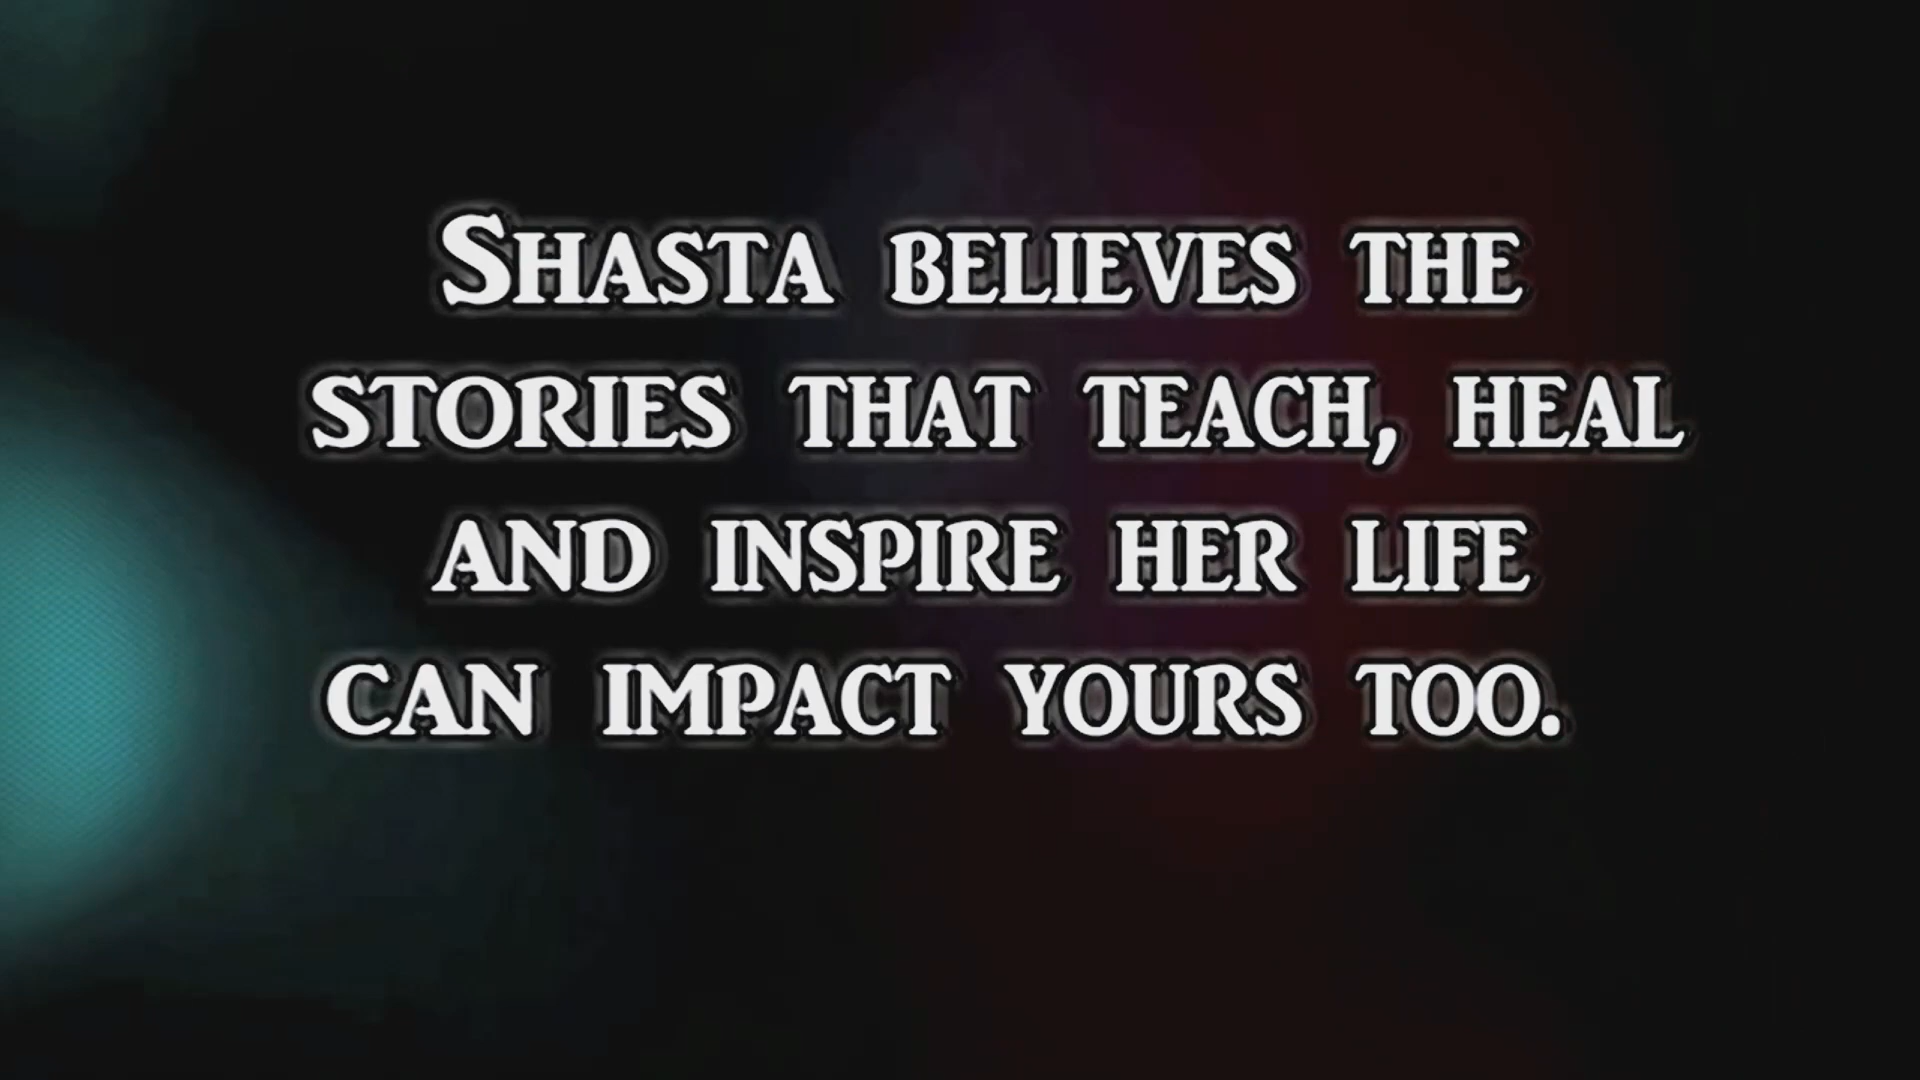 Shasta believes the
stories that teach, heal
and inspire her life
can impact yours too.